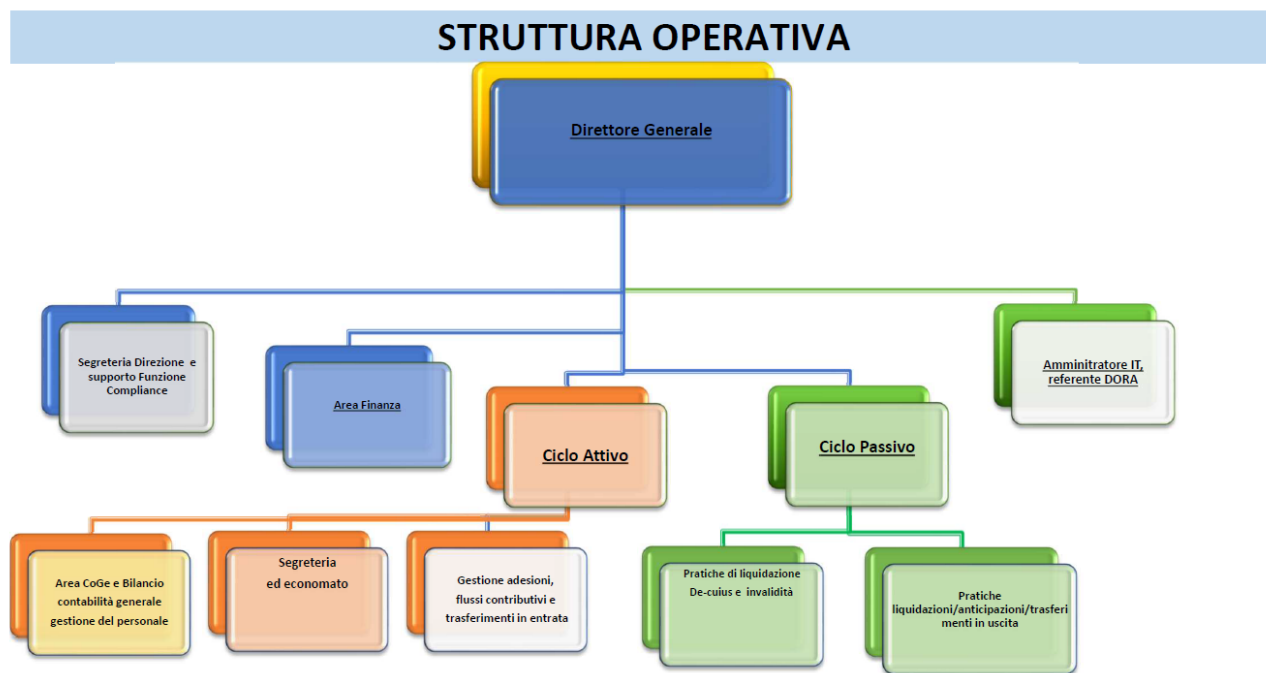 STRUTTURA OPERATIVA
Direttore Generale
Segreteria Direzione e
supporto Funzione
Compliance
Area Finanza
Ciclo Attivo
Ciclo Passivo
Amminitratore IT,
referente DORA
Area CoGe e Bilancio
contabilità generale
gestione del personale
Segreteria
ed economato
Gestione adesioni,
flussi contributivi e
trasferimenti in entrata
Pratiche di liquidazione
De-cuius e invalidità
Pratiche
liquidazioni/anticipazioni/trasferi
menti in uscita